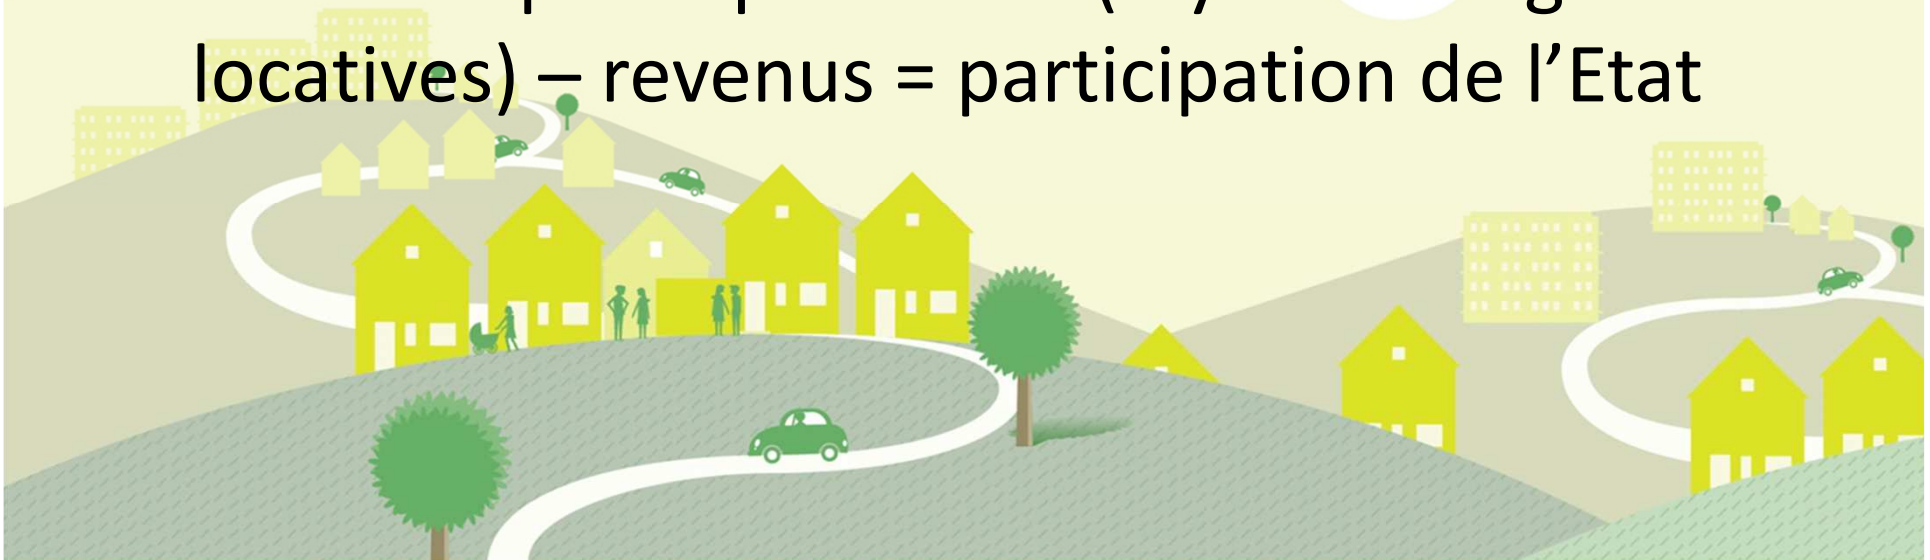 locatives) – revenus = participation de l’Etat